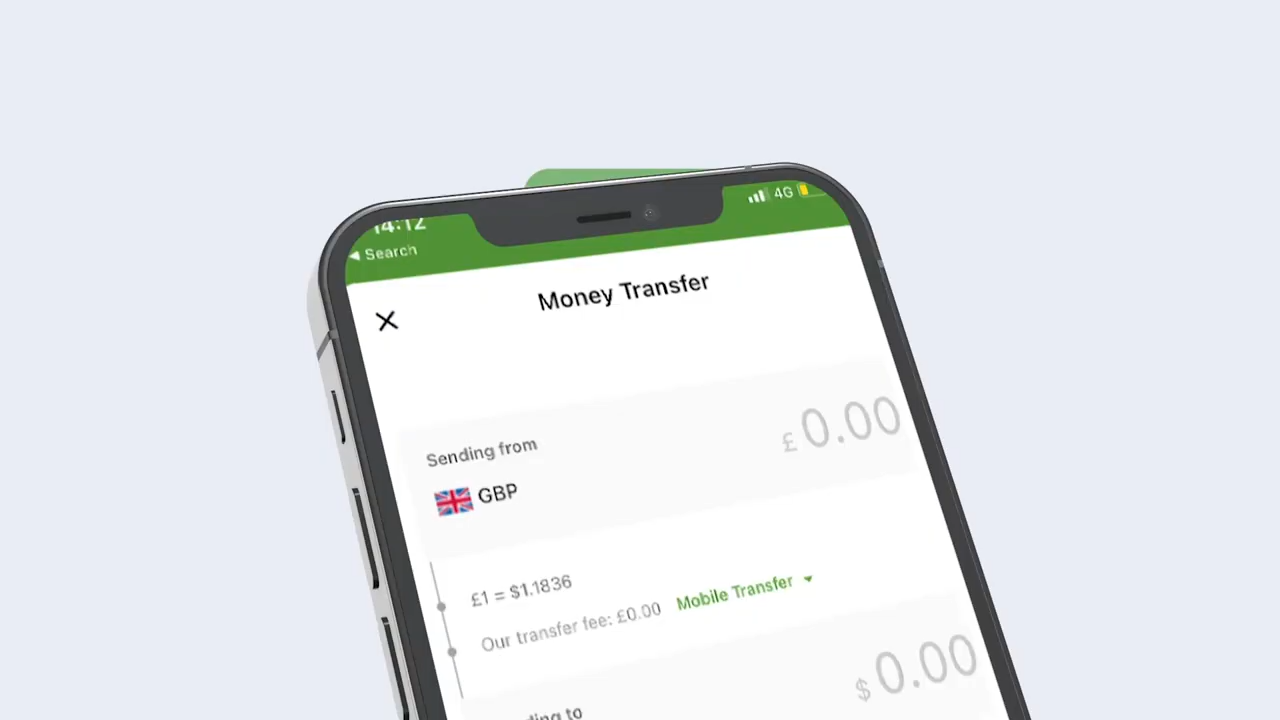 14:12
4G
◀ Search
Money Transfer
Sending from
£ 0.00
GBP
£1 = $1.1836
Our transfer fee: £0.00 Mobile Transfer
$ 0.00
to